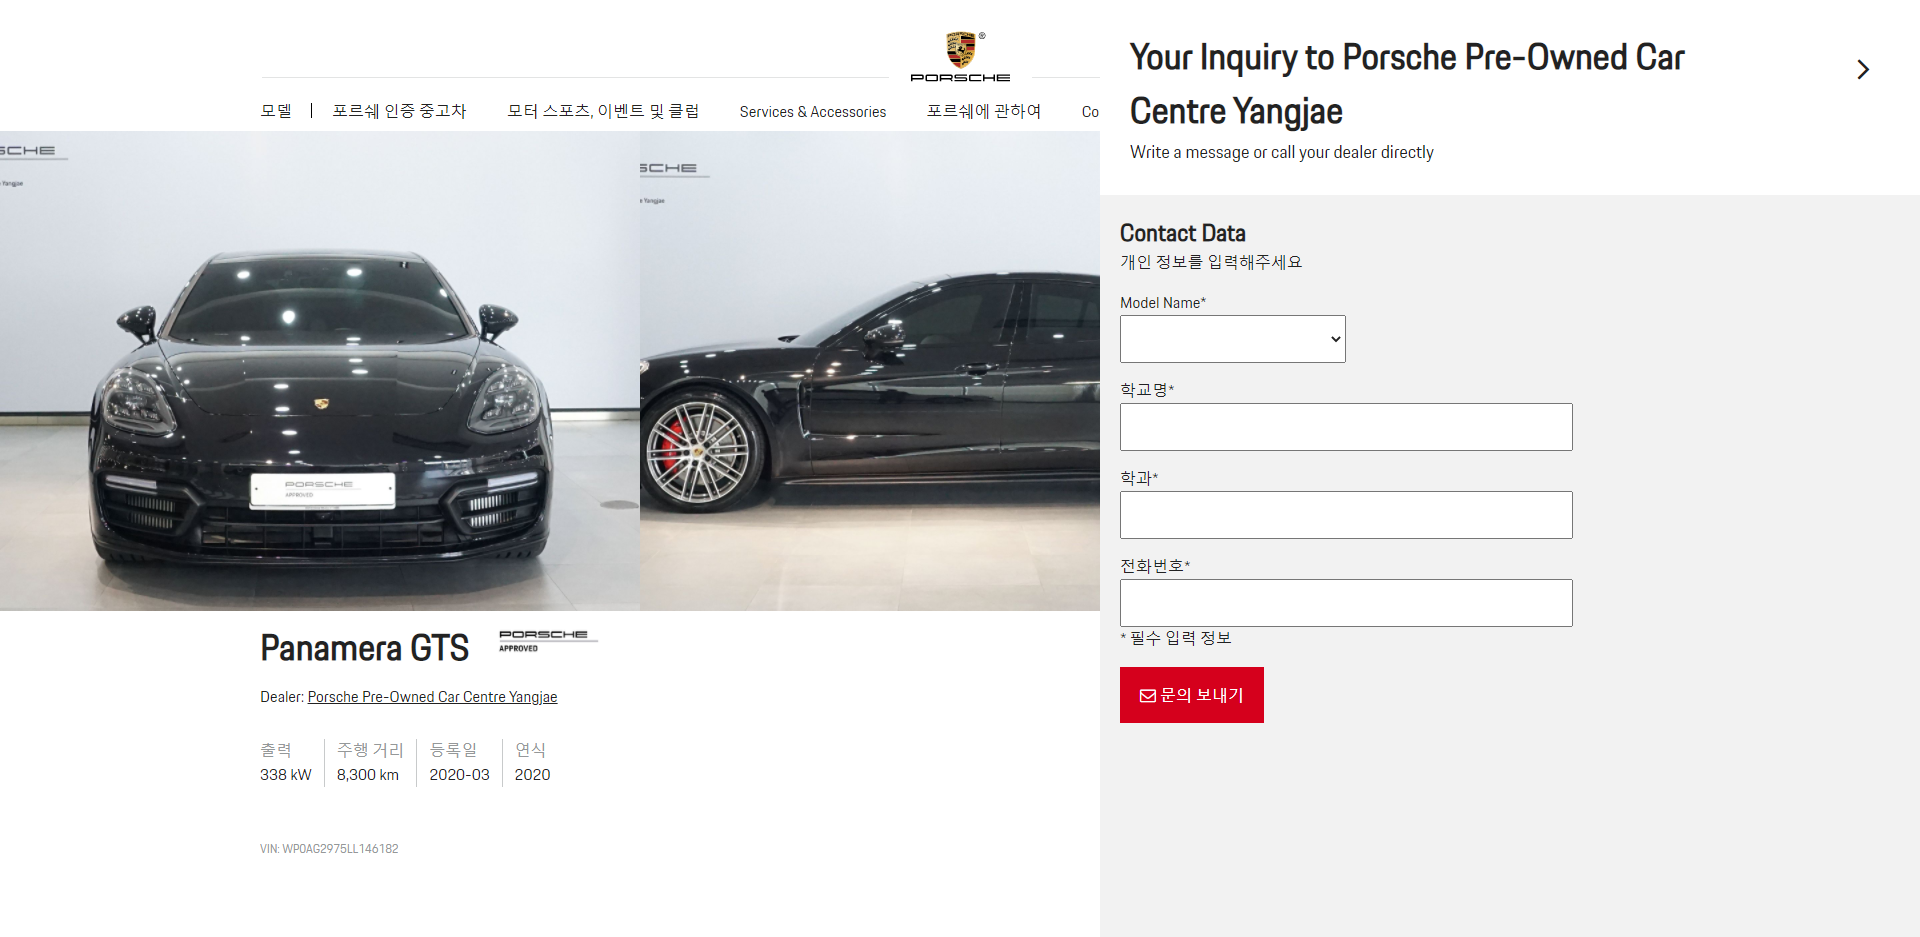 PORSCHE
모델
포르쉐 인증 중고차
모터 스포츠, 이벤트 및 클럽
Services & Accessories
포르쉐에 관하여
Co
SCHE
Yangjae
SCHE
Yangjae
PORSCHE
APPROVED
Panamera GTS
PORSCHE
APPROVED
Dealer: Porsche Pre-Owned Car Centre Yangjae
출력
338 kW
주행 거리
8,300 km
등록일
2020-03
연식
2020
VIN: WP0AG2975LL146182
Your Inquiry to Porsche Pre-Owned Car
Centre Yangjae
Write a message or call your dealer directly
Contact Data
개인 정보를 입력해주세요
Model Name*
학교명*
학과*
전화번호*
* 필수 입력 정보
문의 보내기